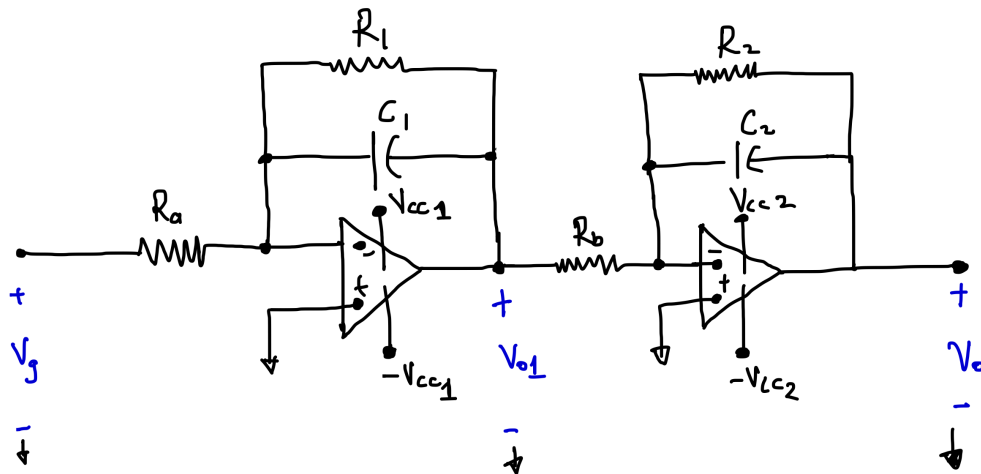 R₁
R₂
C₁
C₂
Vcc1
Vcc2
Ra
Rb
-
+
-
+
+
Vg
-
+
Vo1
-
+
Vo
-
-Vcc1
-Vcc2